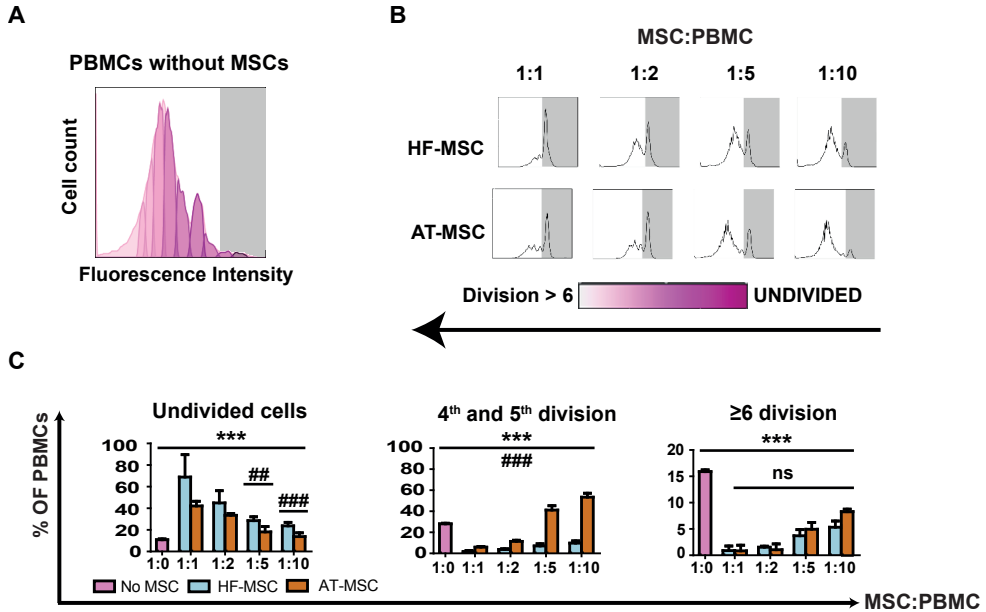 A
PBMCs without MSCs
Cell count
Fluorescence Intensity
B
MSC:PBMC
1:1 1:2 1:5 1:10
HF-MSC
AT-MSC
Division > 6 UNDIVIDED
C
% OF PBMCs
Undivided cells
***
##
###
100
80
60
40
20
0
1:0 1:1 1:2 1:5 1:10
4th and 5th division
***
###
100
80
60
40
20
0
1:0 1:1 1:2 1:5 1:10
≥6 division
***
ns
20
15
10
5
0
1:0 1:1 1:2 1:5 1:10
No MSC HF-MSC AT-MSC
MSC:PBMC